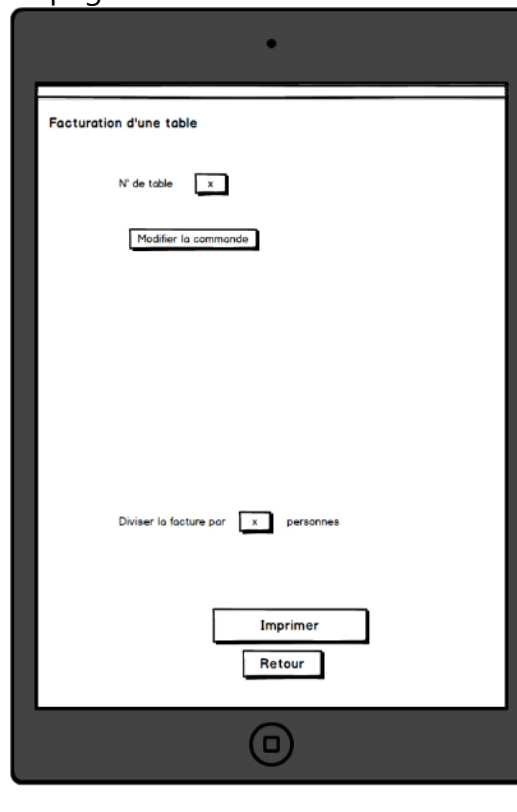 Facturation d'une table
N° de table x
Modifier la commande
Diviser la facture par x personnes
Imprimer
Retour